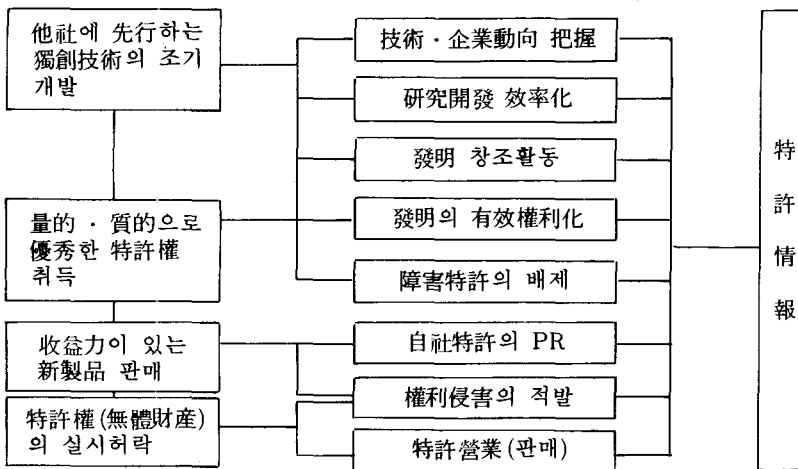 他社에 先行하는
獨創技術의 조기
개발
量的 · 質的으로
優秀한 特許權
취득
收益力이 있는
新製品 판매
特許權(無體財産)
의 실시허락
技術 · 企業動向 把握
硏究開發 效率化
發明 창조활동
發明의 有效權利化
障害特許의 배제
自社特許의 PR
權利侵害의 적발
特許營業(판매)
特
許
情
報